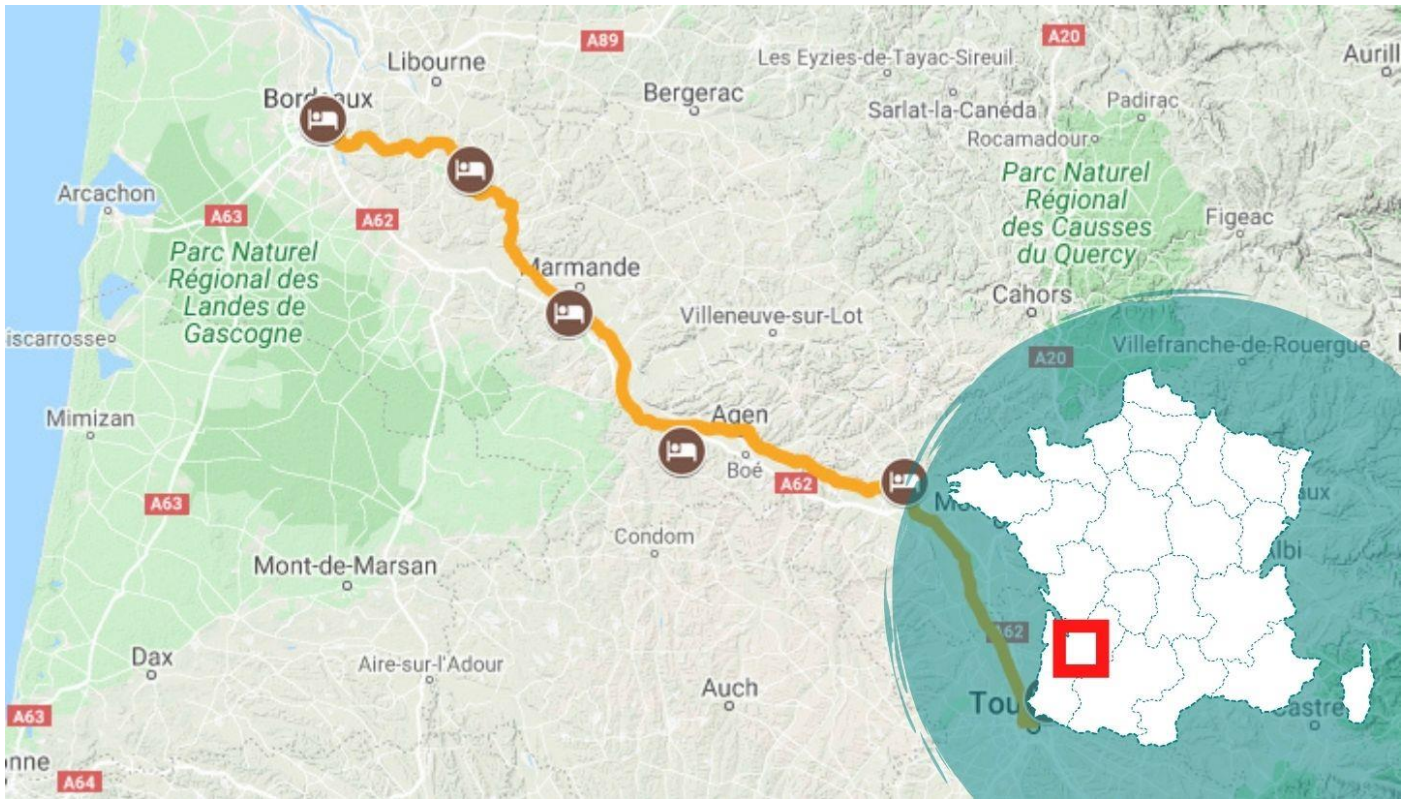 Libourne
A89
Les Eyzies-de-Tayac-Sireuil
A20
Aurill
Bordeaux
Bergerac
Sarlat-la-Canéda
Padirac
Rocamadour
Arcachon
A63
A62
Parc Naturel
Régional
des Causses
du Quercy
Figeac
Parc Naturel
Régional des
Landes de
Gascogne
Marmande
Cahors
iscarrosse
Villeneuve-sur-Lot
A20
Villefranche-de-Rouergue
Mimizan
Agen
Boé
A62
A63
Mo
aux
Condom
Albi
Mont-de-Marsan
A62
Dax
Aire-sur-l'Adour
Auch
Tou
Castre
A63
onne
A64